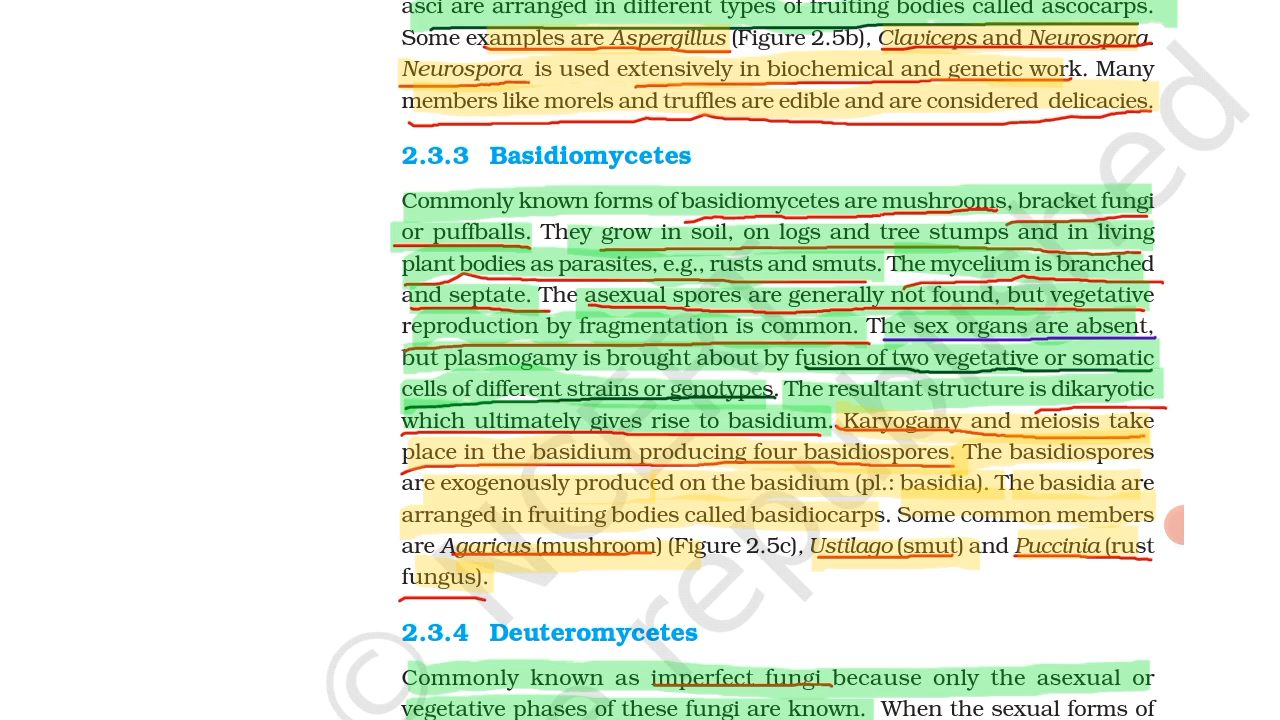 asci are arranged in different types of fruiting bodies called ascocarps.
Some examples are Aspergillus (Figure 2.5b), Claviceps and Neurospora.
Neurospora is used extensively in biochemical and genetic work. Many
members like morels and truffles are edible and are considered delicacies.
2.3.3 Basidiomycetes
Commonly known forms of basidiomycetes are mushrooms, bracket fungi
or puffballs. They grow in soil, on logs and tree stumps and in living
plant bodies as parasites, e.g., rusts and smuts. The mycelium is branched
and septate. The asexual spores are generally not found, but vegetative
reproduction by fragmentation is common. The sex organs are absent,
but plasmogamy is brought about by fusion of two vegetative or somatic
cells of different strains or genotypes. The resultant structure is dikaryotic
which ultimately gives rise to basidium. Karyogamy and meiosis take
place in the basidium producing four basidiospores. The basidiospores
are exogenously produced on the basidium (pl.: basidia). The basidia are
arranged in fruiting bodies called basidiocarps. Some common members
are Agaricus (mushroom) (Figure 2.5c), Ustilago (smut) and Puccinia (rust
fungus).
2.3.4 Deuteromycetes
Commonly known as imperfect fungi because only the asexual or
vegetative phases of these fungi are known. When the sexual forms of
© NCERT
republished